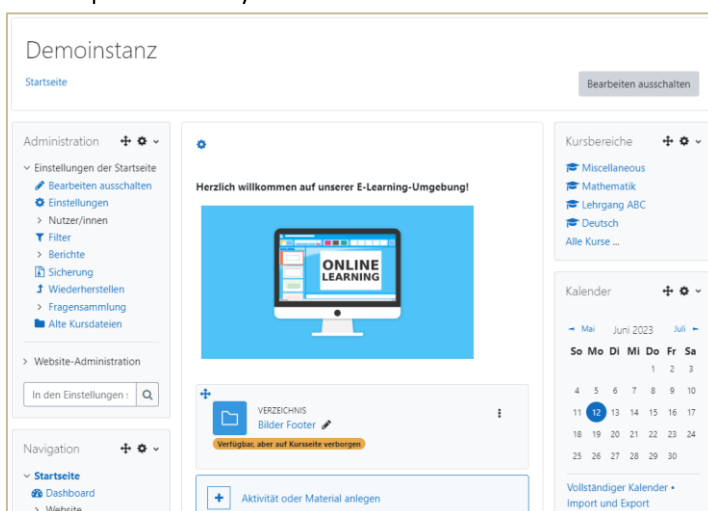 Demoinstanz
Startseite
Bearbeiten ausschalten
Administration
Einstellungen der Startseite
Bearbeiten ausschalten
Einstellungen
Nutzer/innen
Filter
Berichte
Sicherung
Wiederherstellen
Fragensammlung
Alte Kursdateien
Website-Administration
In den Einstellungen :
Navigation
Startseite
Dashboard
Website
Herzlich willkommen auf unserer E-Learning-Umgebung!
ONLINE
LEARNING
VERZEICHNIS
Bilder Footer
Verfügbar, aber auf Kursseite verborgen
Aktivität oder Material anlegen
Kursbereiche
Miscellaneous
Mathematik
Lehrgang ABC
Deutsch
Alle Kurse ...
Kalender
Mai Juni 2023 Juli
So Mo Di Mi Do Fr Sa
1 2 3
4 5 6 7 8 9 10
11 12 13 14 15 16 17
18 19 20 21 22 23 24
25 26 27 28 29 30
Vollständiger Kalender •
Import und Export